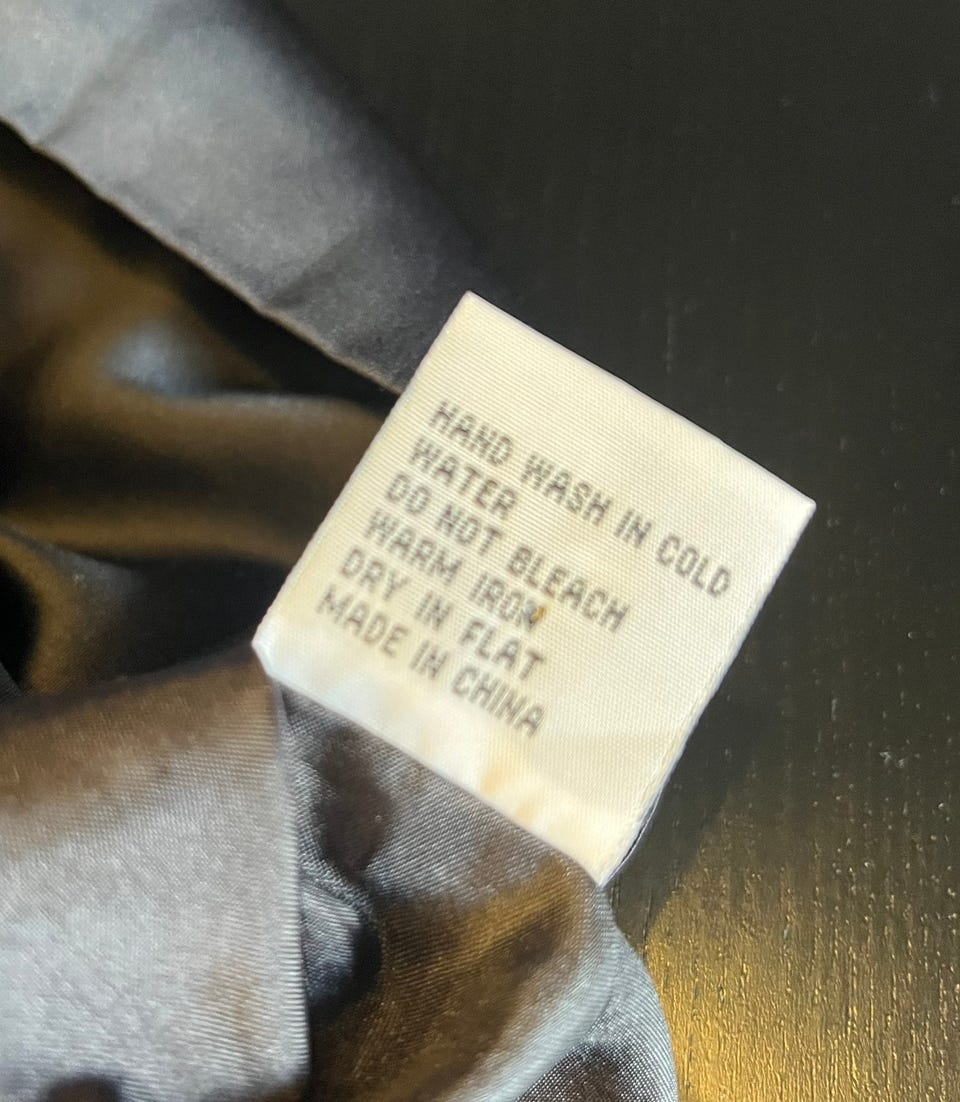 HAND WASH IN COLD
WATER
DO NOT BLEACH
WARM IRON
DRY IN FLAT
MADE IN CHINA